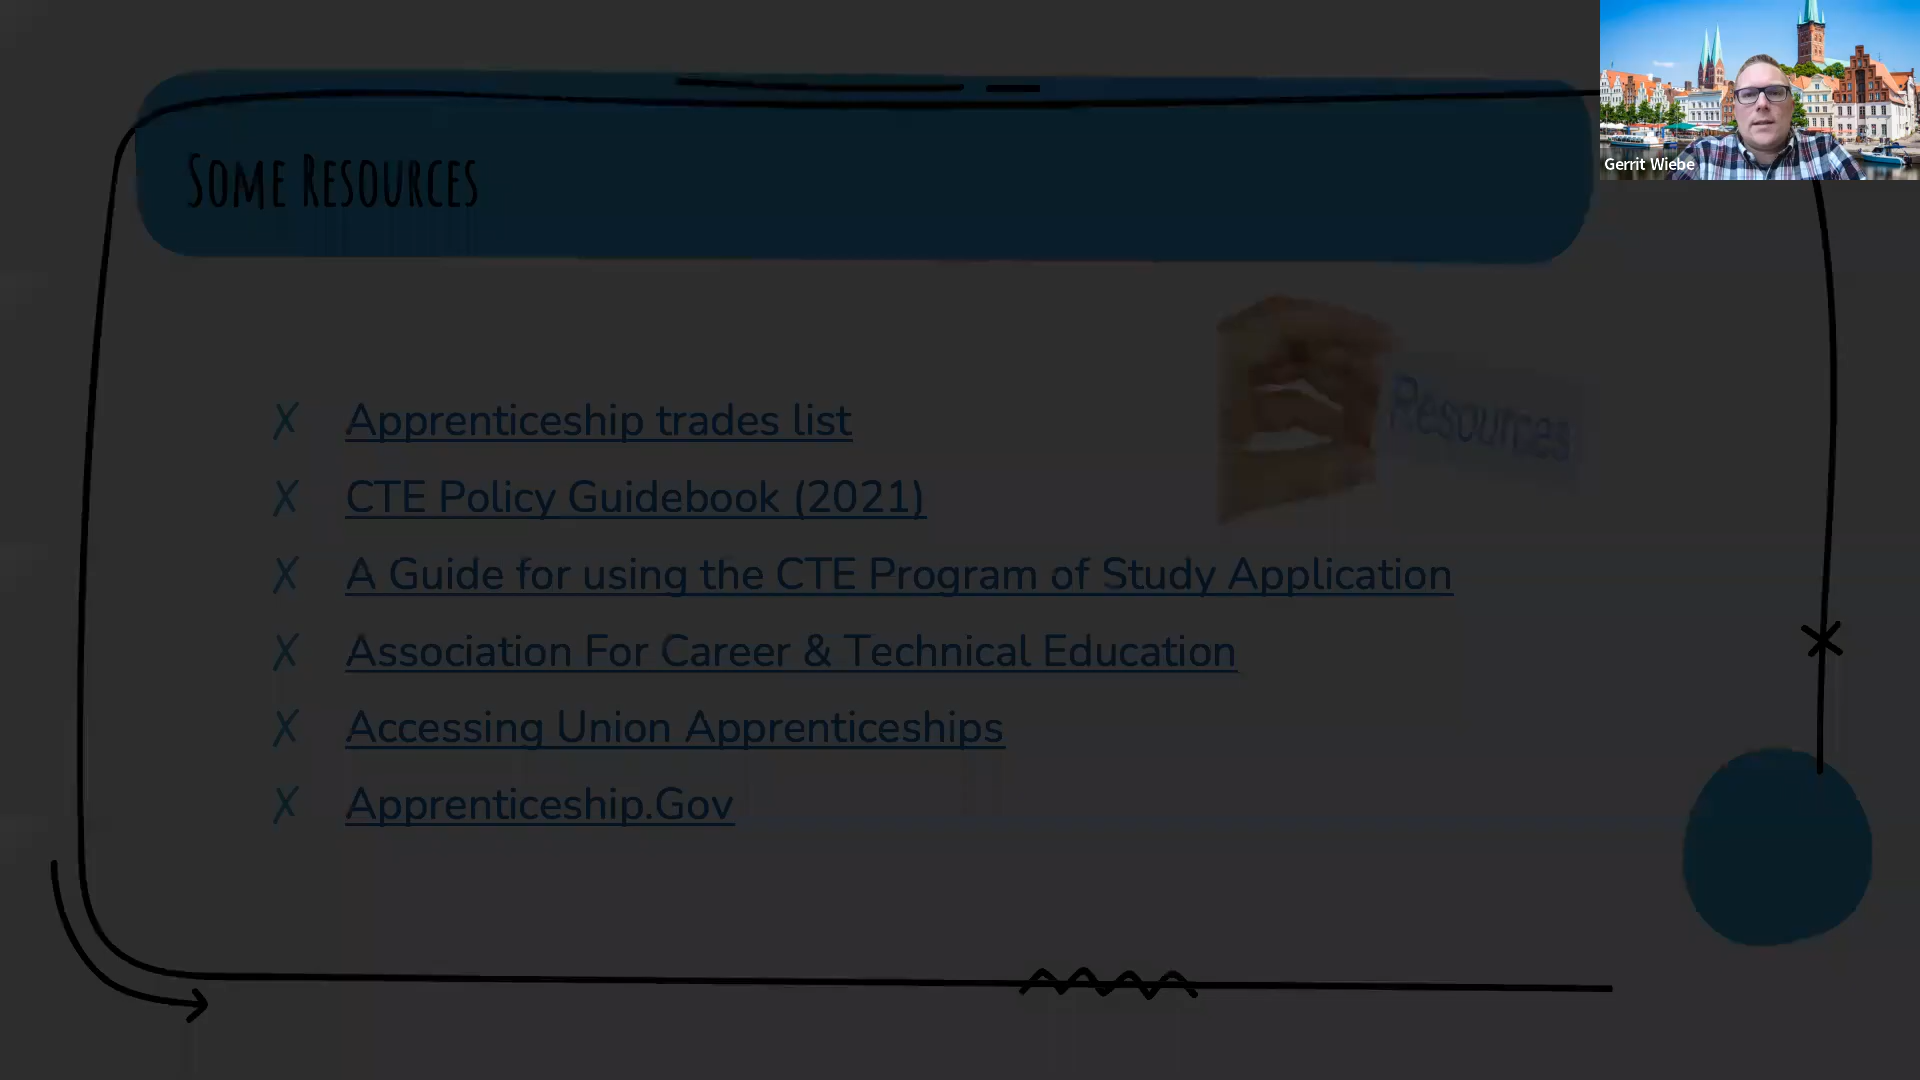 Gerrit Wiebe
Some Resources
Resources
X Apprenticeship trades list
X CTE Policy Guidebook (2021)
X A Guide for using the CTE Program of Study Application
X Association For Career & Technical Education
X Accessing Union Apprenticeships
X Apprenticeship.Gov